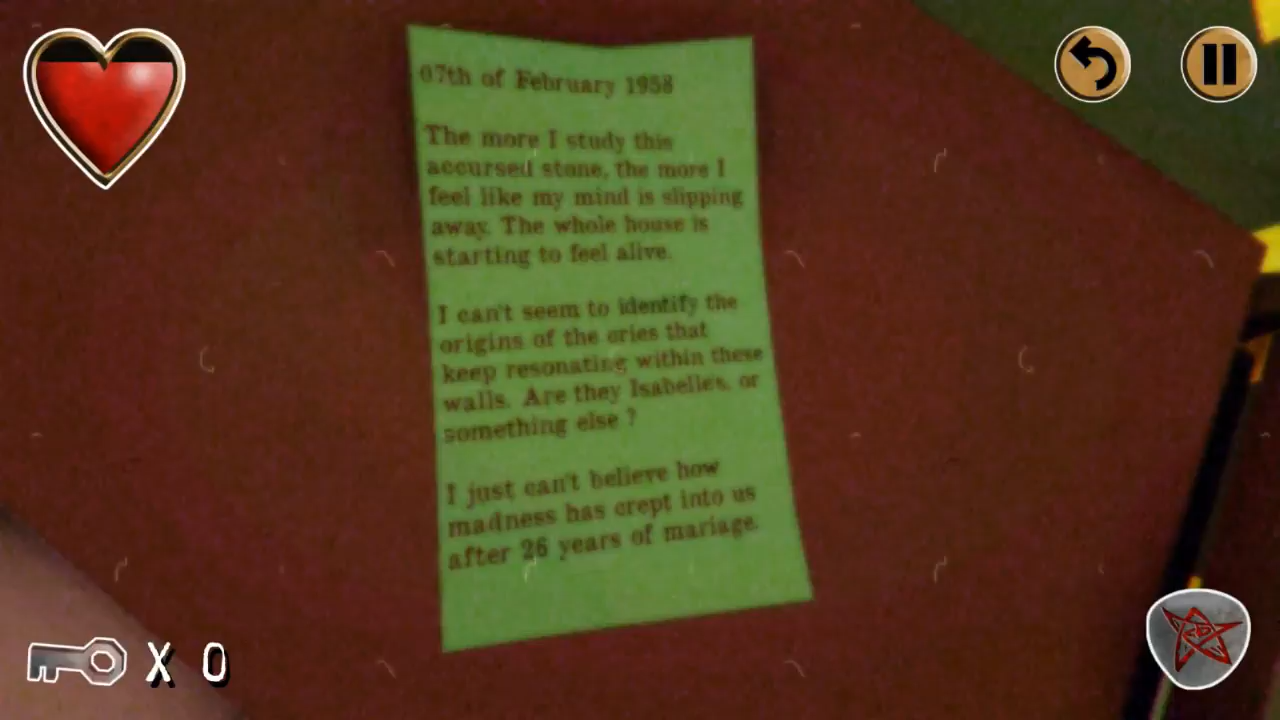 07th of February 1958
The more I study this
accursed stone, the more I
feel like my mind is slipping
away. The whole house is
starting to feel alive.
I can't seem to identify the
origins of the cries that
keep resonating within these
walls. Are they Isabelles, or
something else ?
I just can't believe how
madness has crept into us
after 26 years of mariage.
X 0